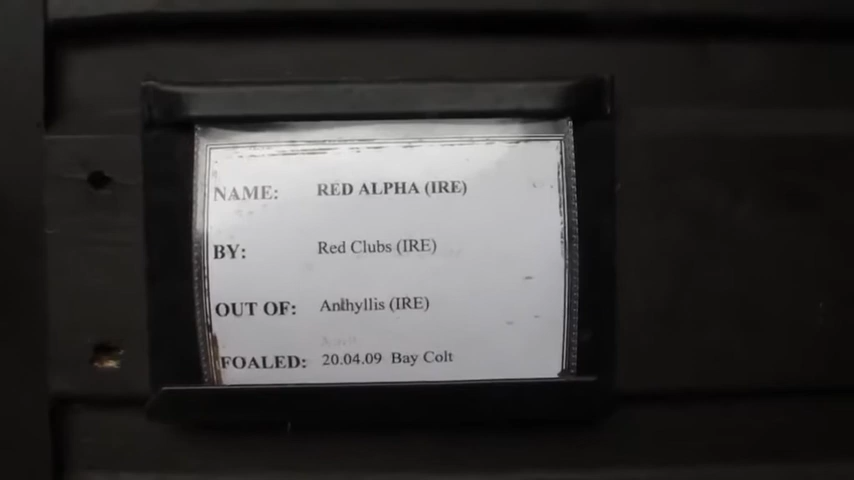 NAME: RED ALPHA (IRE)
BY: Red Clubs (IRE)
OUT OF: Anthyllis (IRE)
FOALED: 20.04.09 Bay Colt